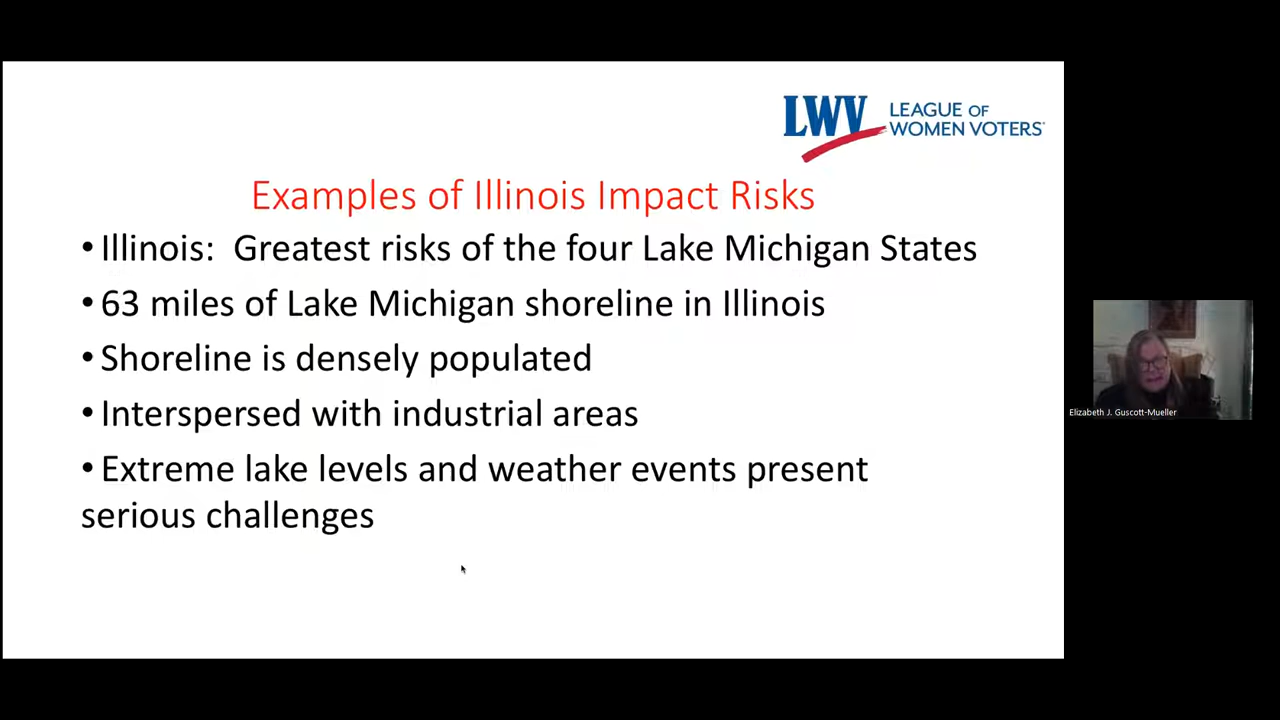 LWV LEAGUE OF
WOMEN VOTERS
Examples of Illinois Impact Risks
• Illinois:  Greatest risks of the four Lake Michigan States
• 63 miles of Lake Michigan shoreline in Illinois
• Shoreline is densely populated
• Interspersed with industrial areas
• Extreme lake levels and weather events present
serious challenges
Elizabeth J. Guscott-Mueller